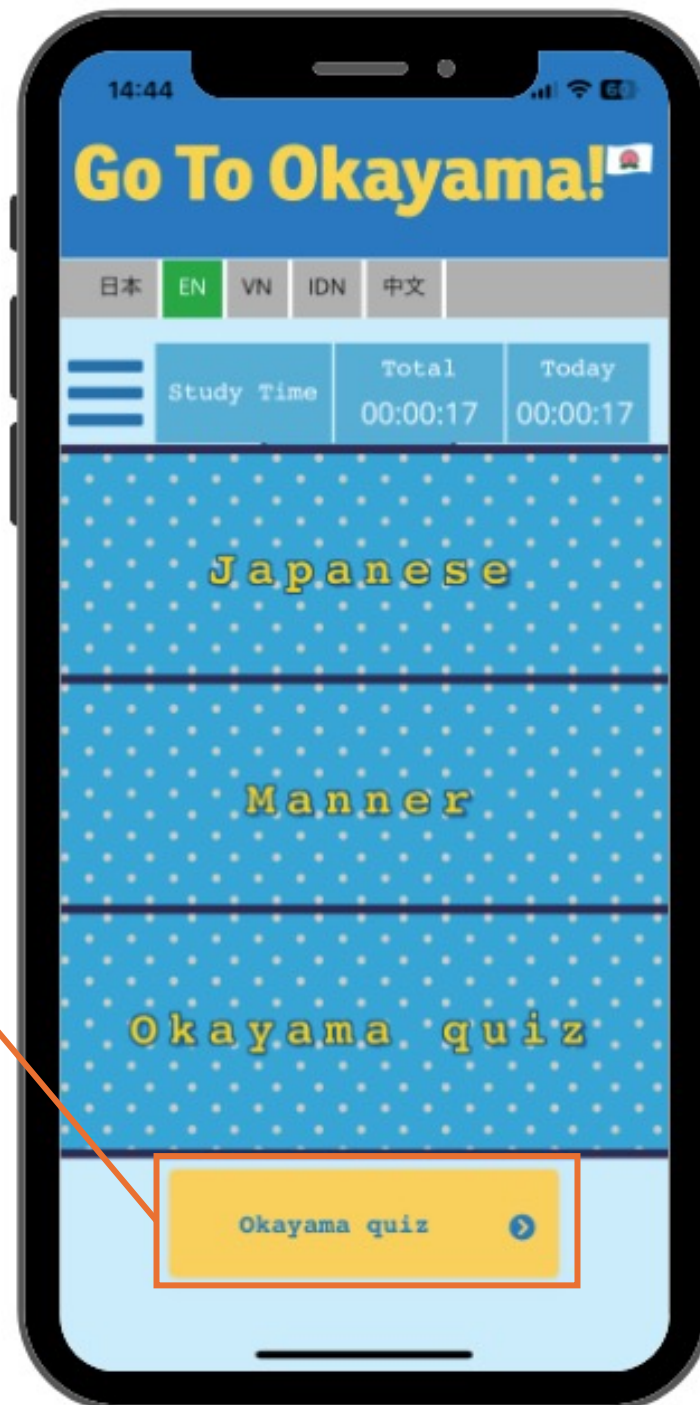 14:44
Go To Okayama!
日本 EN VN IDN 中文
Study Time
Total
00:00:17
Today
00:00:17
Japanese
Manner
Okayama quiz
Okayama quiz